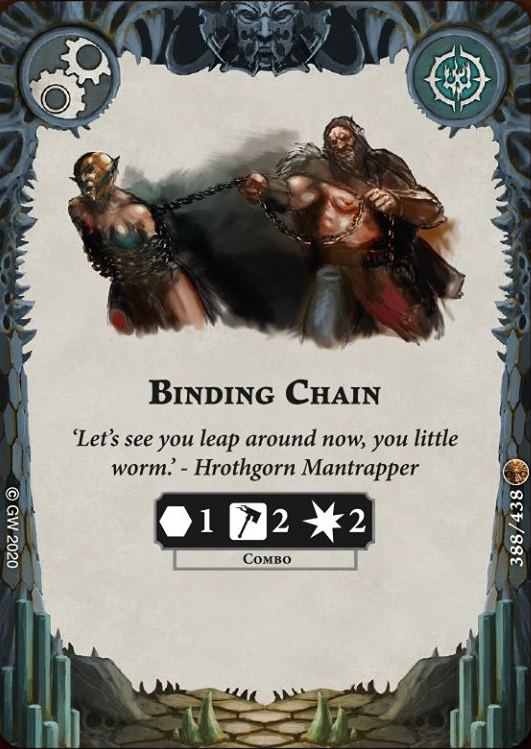 Binding Chain
‘Let’s see you leap around now, you little
worm.’ - Hrothgorn Mantrapper
1 2 2
Combo
© GW 2020
388/438